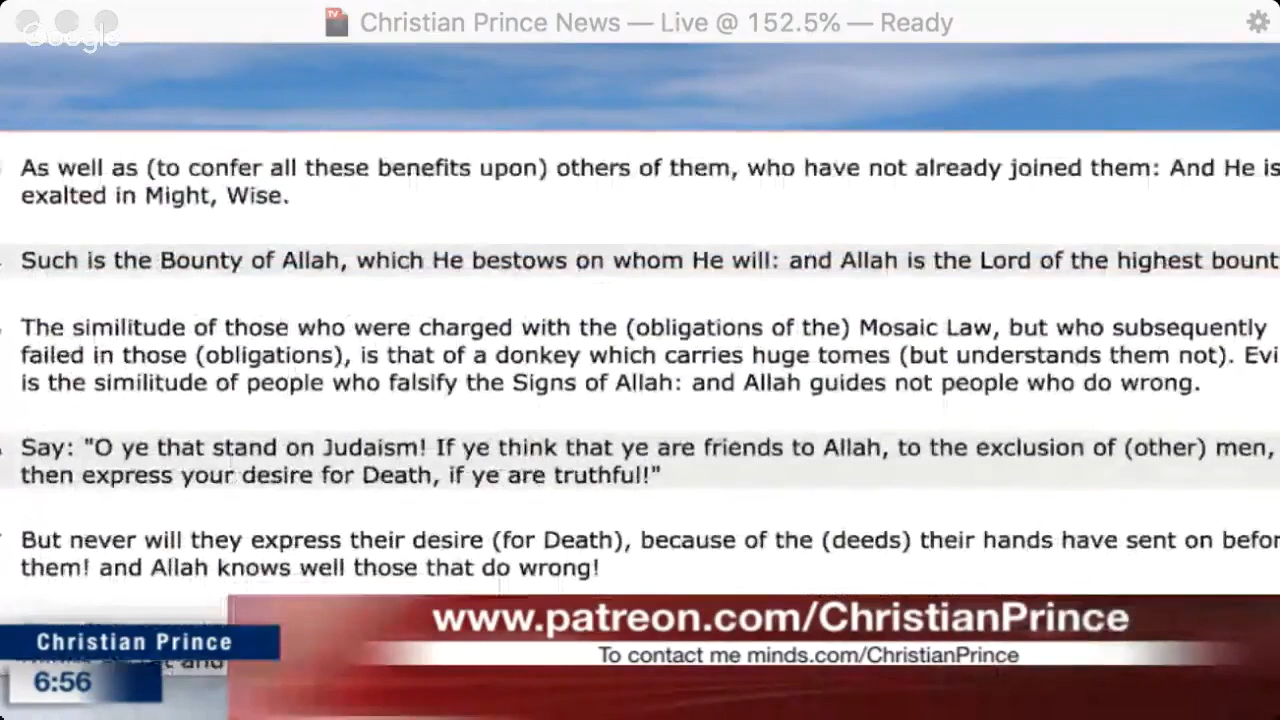 Google
TV
Christian Prince News — Live @ 152.5% — Ready
As well as (to confer all these benefits upon) others of them, who have not already joined them: And He is
exalted in Might, Wise.
Such is the Bounty of Allah, which He bestows on whom He will: and Allah is the Lord of the highest bount
The similitude of those who were charged with the (obligations of the) Mosaic Law, but who subsequently
failed in those (obligations), is that of a donkey which carries huge tomes (but understands them not). Evi
is the similitude of people who falsify the Signs of Allah: and Allah guides not people who do wrong.
Say: "O ye that stand on Judaism! If ye think that ye are friends to Allah, to the exclusion of (other) men,
then express your desire for Death, if ye are truthful!"
But never will they express their desire (for Death), because of the (deeds) their hands have sent on befor
them! and Allah knows well those that do wrong!
www.patreon.com/ChristianPrince
Christian Prince
To contact me minds.com/ChristianPrince
and
6:56